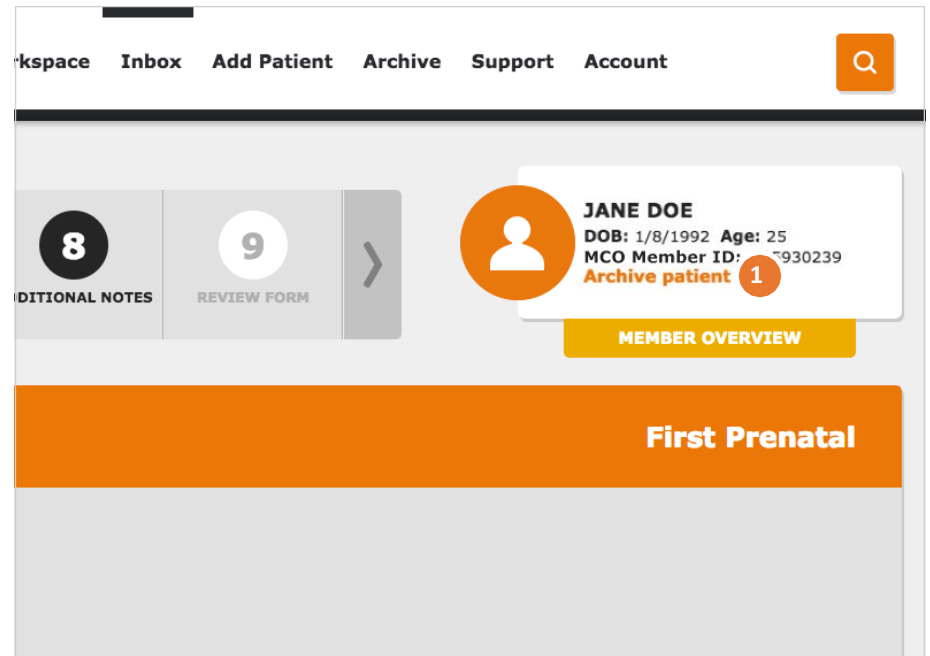 rkspace Inbox Add Patient Archive Support Account
8
DITIONAL NOTES
9
REVIEW FORM
JANE DOE
DOB: 1/8/1992 Age: 25
MCO Member ID: 5930239
Archive patient 1
MEMBER OVERVIEW
First Prenatal